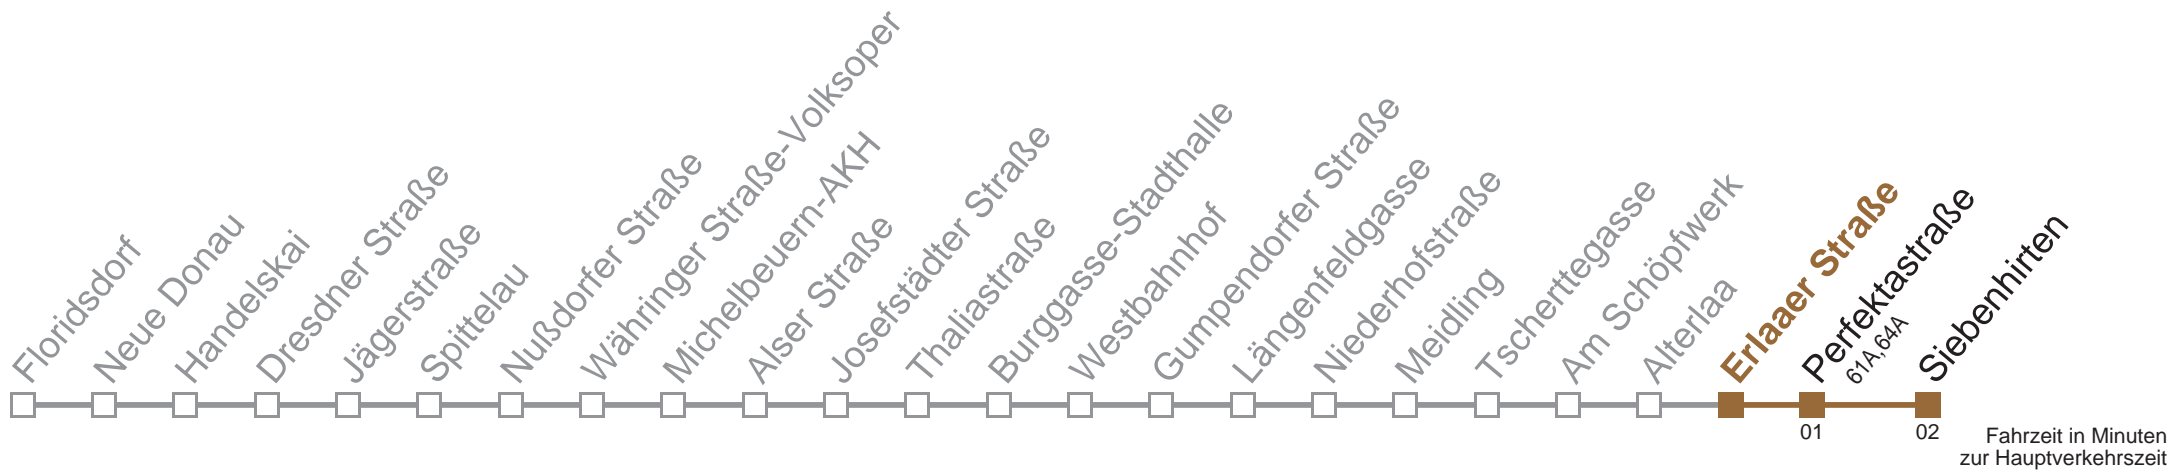 Floridsdorf
Neue Donau
Handelskai
Dresdner Straße
Jägerstraße
Spittelau
Nußdorfer Straße
Währinger Straße-Volksoper
Michelbeuern-AKH
Alser Straße
Josefstädter Straße
Thaliastraße
Burggasse-Stadthalle
Westbahnhof
Gumpendorfer Straße
Längenfeldgasse
Niederhofstraße
Meidling
Tscherttegasse
Am Schöpfwerk
Alterlaa
Erlaaer Straße
Perfektastraße
61A,64A
Siebenhirten
01
02
Fahrzeit in Minuten
zur Hauptverkehrszeit